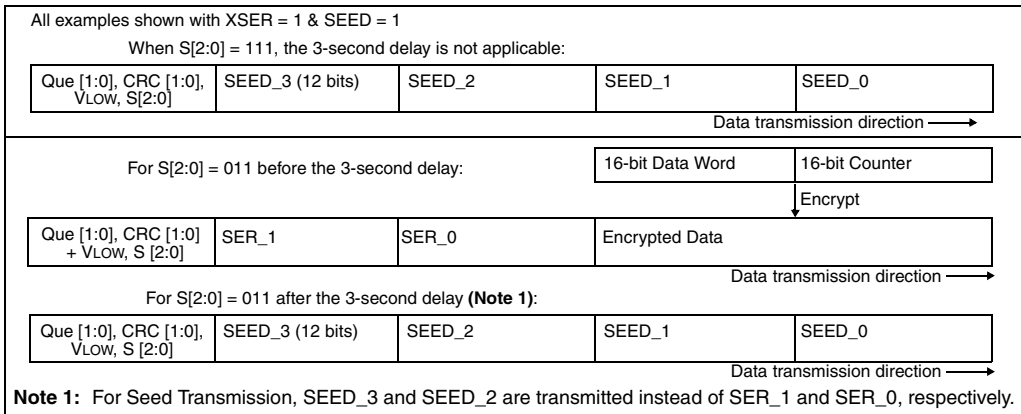 All examples shown with XSER = 1 & SEED = 1
When S[2:0] = 111, the 3-second delay is not applicable:
Que [1:0], CRC [1:0],
VLOW, S[2:0]
SEED_3 (12 bits)
SEED_2
SEED_1
SEED_0
Data transmission direction
For S[2:0] = 011 before the 3-second delay:
16-bit Data Word
16-bit Counter
Encrypt
Que [1:0], CRC [1:0]
+ VLOW, S [2:0]
SER_1
SER_0
Encrypted Data
Data transmission direction
For S[2:0] = 011 after the 3-second delay (Note 1):
Que [1:0], CRC [1:0],
VLOW, S [2:0]
SEED_3 (12 bits)
SEED_2
SEED_1
SEED_0
Data transmission direction
Note 1: For Seed Transmission, SEED_3 and SEED_2 are transmitted instead of SER_1 and SER_0, respectively.